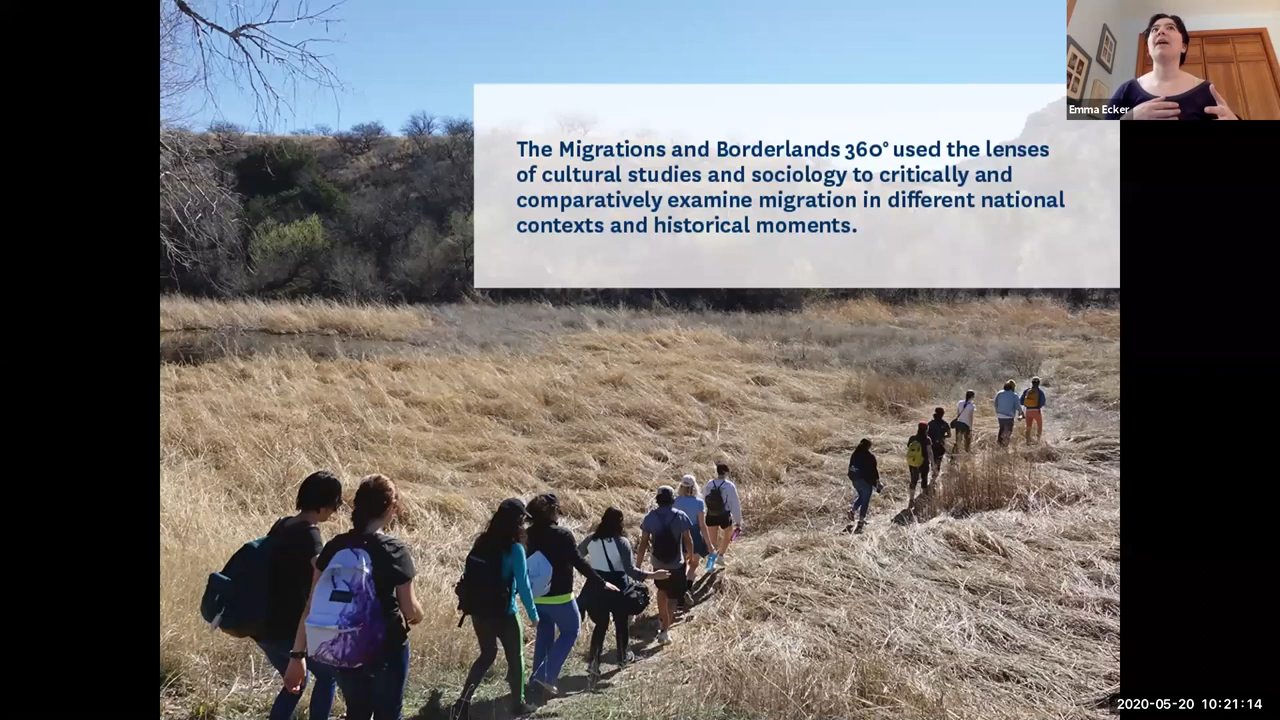 The Migrations and Borderlands 360° used the lenses
of cultural studies and sociology to critically and
comparatively examine migration in different national
contexts and historical moments.
Emma Ecker
2020-05-20 10:21:14